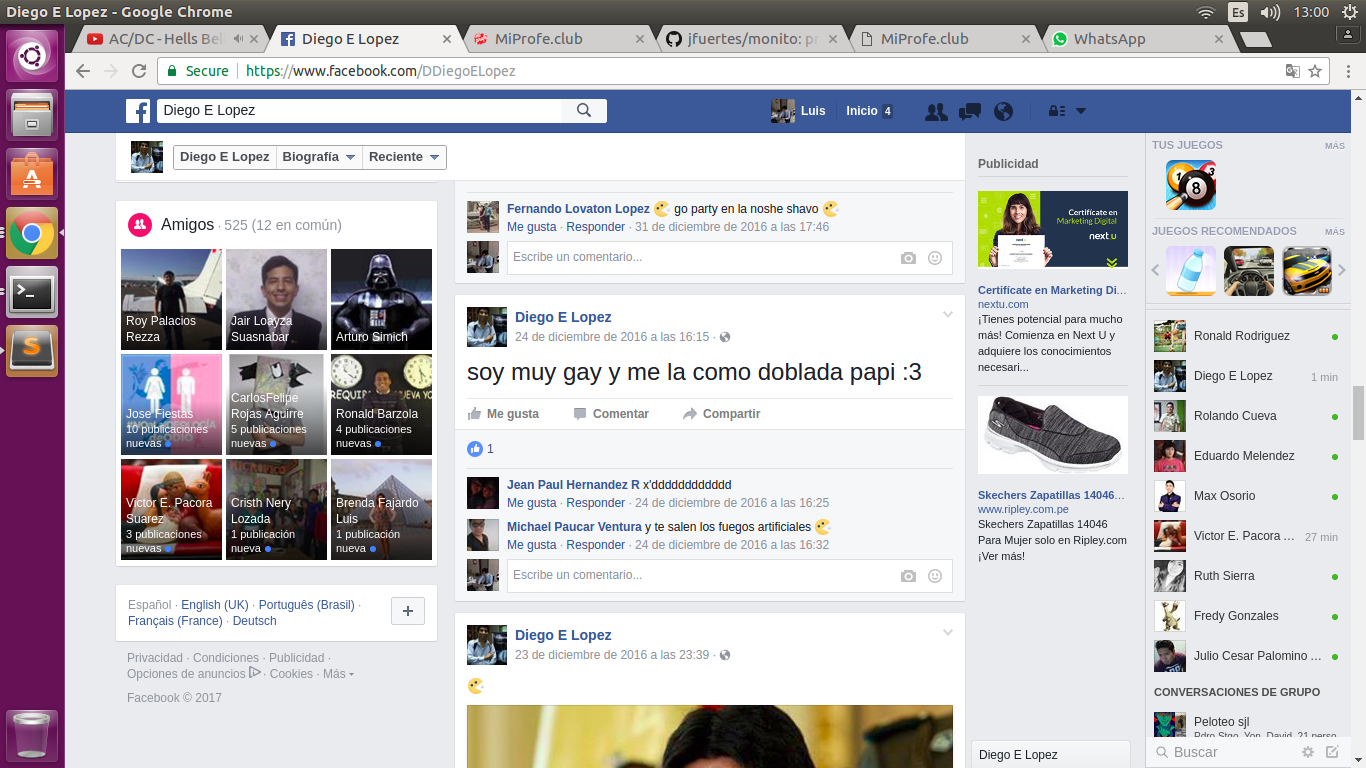 Diego E Lopez - Google Chrome
Es
13:00
AC/DC - Hells Bel
Diego E Lopez
MiProfe.club
jfuertes/monito: pr
MiProfe.club
WhatsApp
Secure
https://www.facebook.com/DDiegoELopez
Diego E Lopez
Luis
Inicio 4
Diego E Lopez
Biografía
Reciente
Amigos · 525 (12 en común)
Roy Palacios
Rezza
Jair Loayza
Suasnabar
Arturo Simich
Jose Fiestas
10 publicaciones
nuevas
CarlosFelipe
Rojas Aguirre
5 publicaciones
nuevas
Ronald Barzola
4 publicaciones
nuevas
Victor E. Pacora
Suarez
3 publicaciones
nuevas
Cristh Nery
Lozada
1 publicación
nueva
Brenda Fajardo
Luis
1 publicación
nueva
Español · English (UK) · Português (Brasil) ·
Français (France) · Deutsch
Privacidad · Condiciones · Publicidad ·
Opciones de anuncios · Cookies · Más
Facebook © 2017
Fernando Lovaton Lopez go party en la noshe shavo
Me gusta · Responder · 31 de diciembre de 2016 a las 17:46
Escribe un comentario...
Diego E Lopez
24 de diciembre de 2016 a las 16:15 ·
soy muy gay y me la como doblada papi :3
Me gusta
Comentar
Compartir
1
Jean Paul Hernandez R x'dddddddddddd
Me gusta · Responder · 24 de diciembre de 2016 a las 16:25
Michael Paucar Ventura y te salen los fuegos artificiales
Me gusta · Responder · 24 de diciembre de 2016 a las 16:32
Escribe un comentario...
Diego E Lopez
23 de diciembre de 2016 a las 23:39 ·
Publicidad
Certifícate en
Marketing Digital
next u
Certifícate en Marketing Di...
nextu.com
¡Tienes potencial para mucho
más! Comienza en Next U y
adquiere los conocimientos
necesari...
Skechers Zapatillas 14046...
www.ripley.com.pe
Skechers Zapatillas 14046
Para Mujer solo en Ripley.com
¡Ver más!
Diego E Lopez
TUS JUEGOS
MÁS
1
3
8
JUEGOS RECOMENDADOS
MÁS
Ronald Rodriguez
Diego E Lopez
1 min
Rolando Cueva
Eduardo Melendez
Max Osorio
Victor E. Pacora ...
27 min
Ruth Sierra
Fredy Gonzales
Julio Cesar Palomino ...
CONVERSACIONES DE GRUPO
Peloteo sjl
Buscar